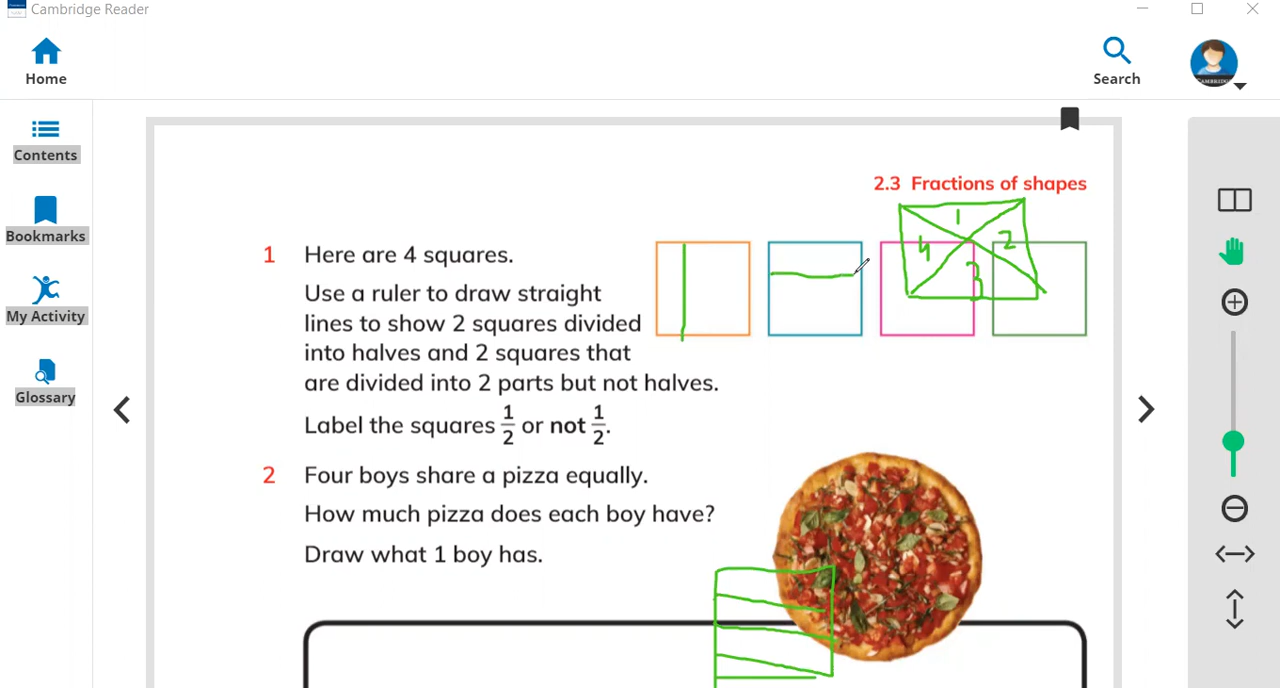 Cambridge Reader
Home
Search
Contents
Bookmarks
My Activity
Glossary
2.3 Fractions of shapes
1 Here are 4 squares.
Use a ruler to draw straight
lines to show 2 squares divided
into halves and 2 squares that
are divided into 2 parts but not halves.
Label the squares 1/2 or not 1/2.
1
2
3
4
2 Four boys share a pizza equally.
How much pizza does each boy have?
Draw what 1 boy has.